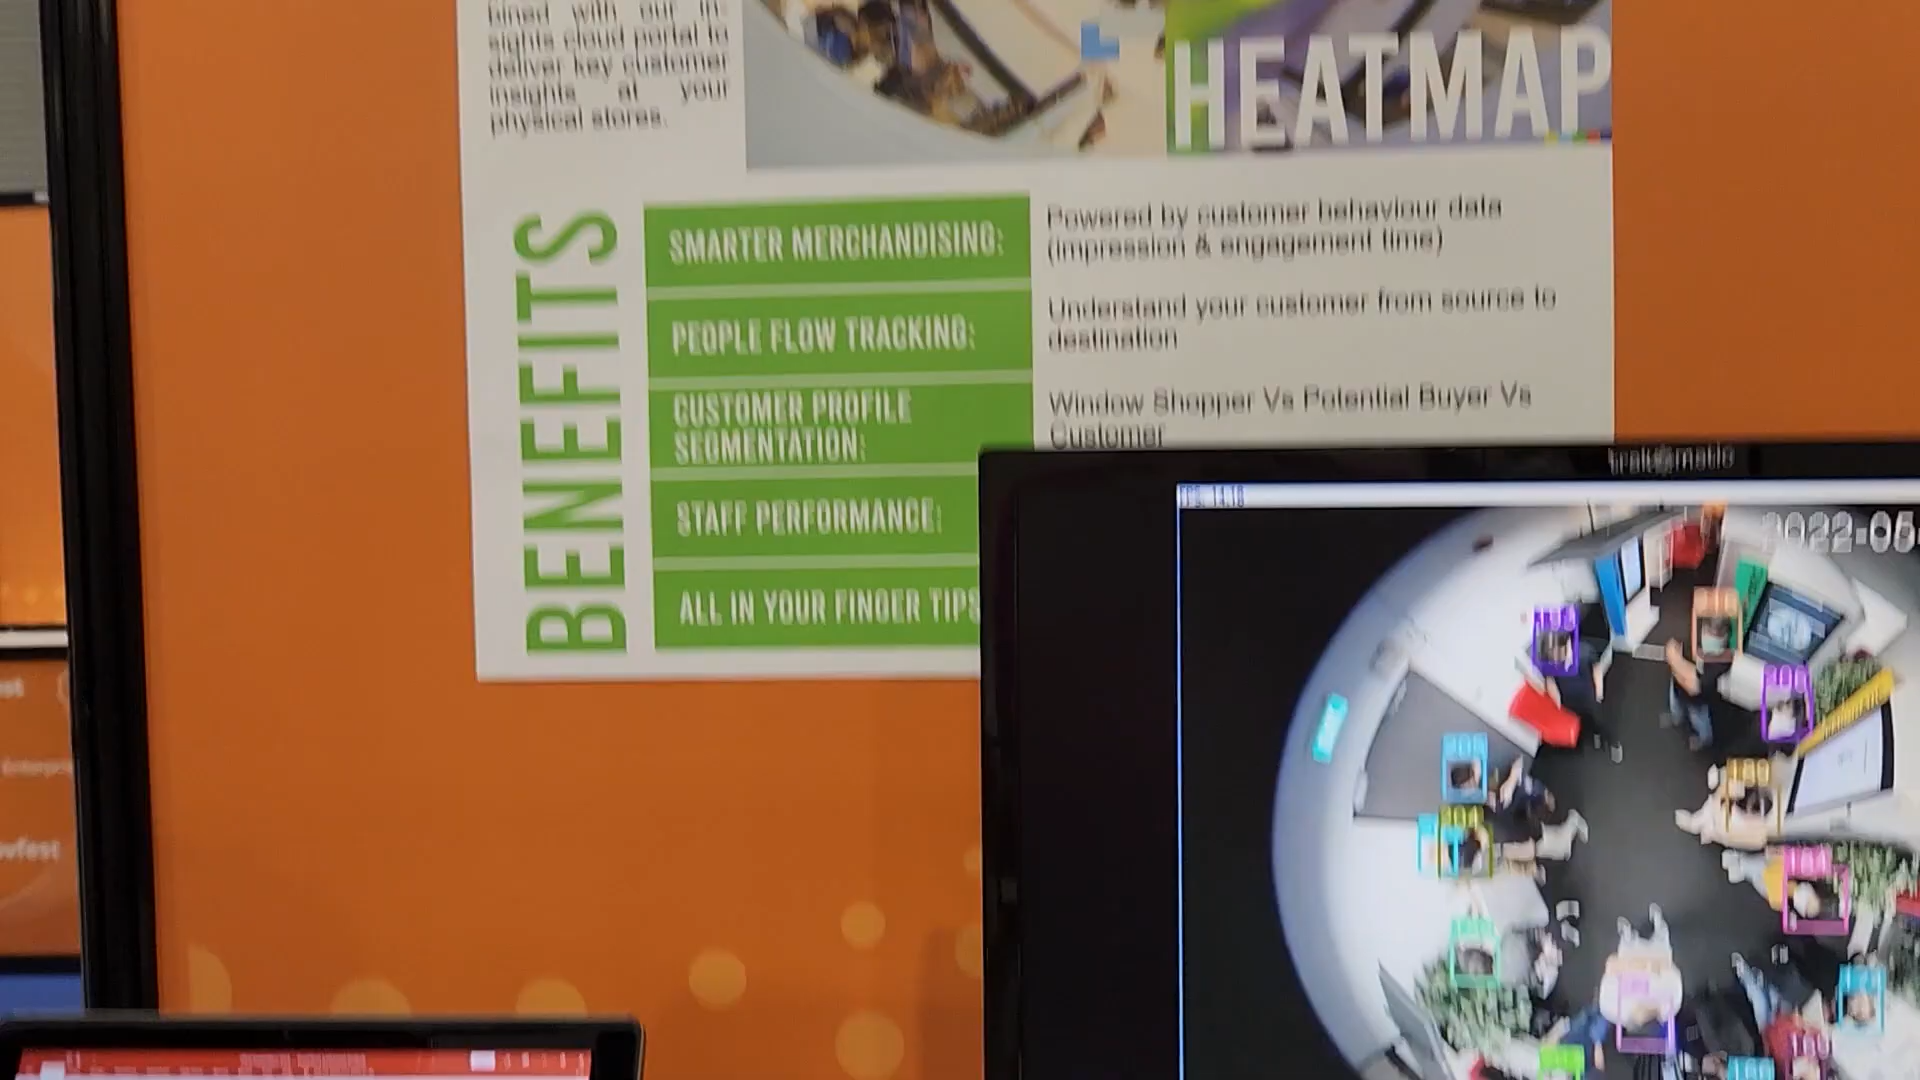 bined with our in-
sights cloud portal to
deliver key customer
insights at your
physical stores.
HEATMAP
BENEFITS
SMARTER MERCHANDISING:
Powered by customer behaviour data
(impression & engagement time)
PEOPLE FLOW TRACKING:
Understand your customer from source to
destination
CUSTOMER PROFILE
SEGMENTATION:
Window Shopper Vs Potential Buyer Vs
Customer
STAFF PERFORMANCE:
ALL IN YOUR FINGER TIPS
FPS: 14.18
2022-05